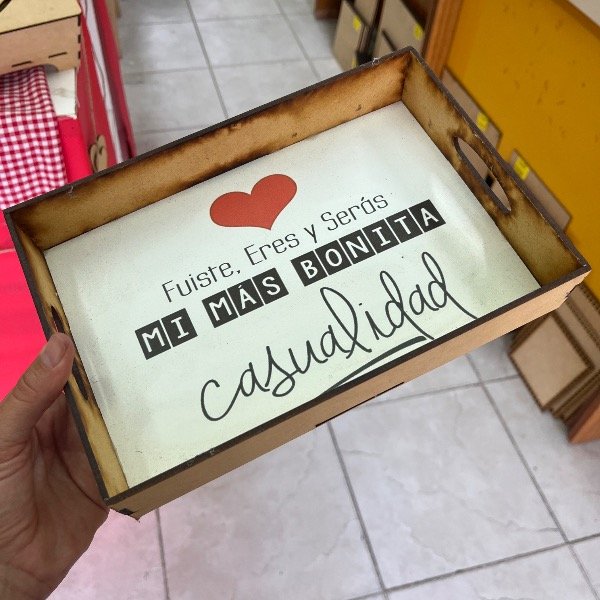 Fuiste, Eres y Serás
MI MÁS BONITA
casualidad